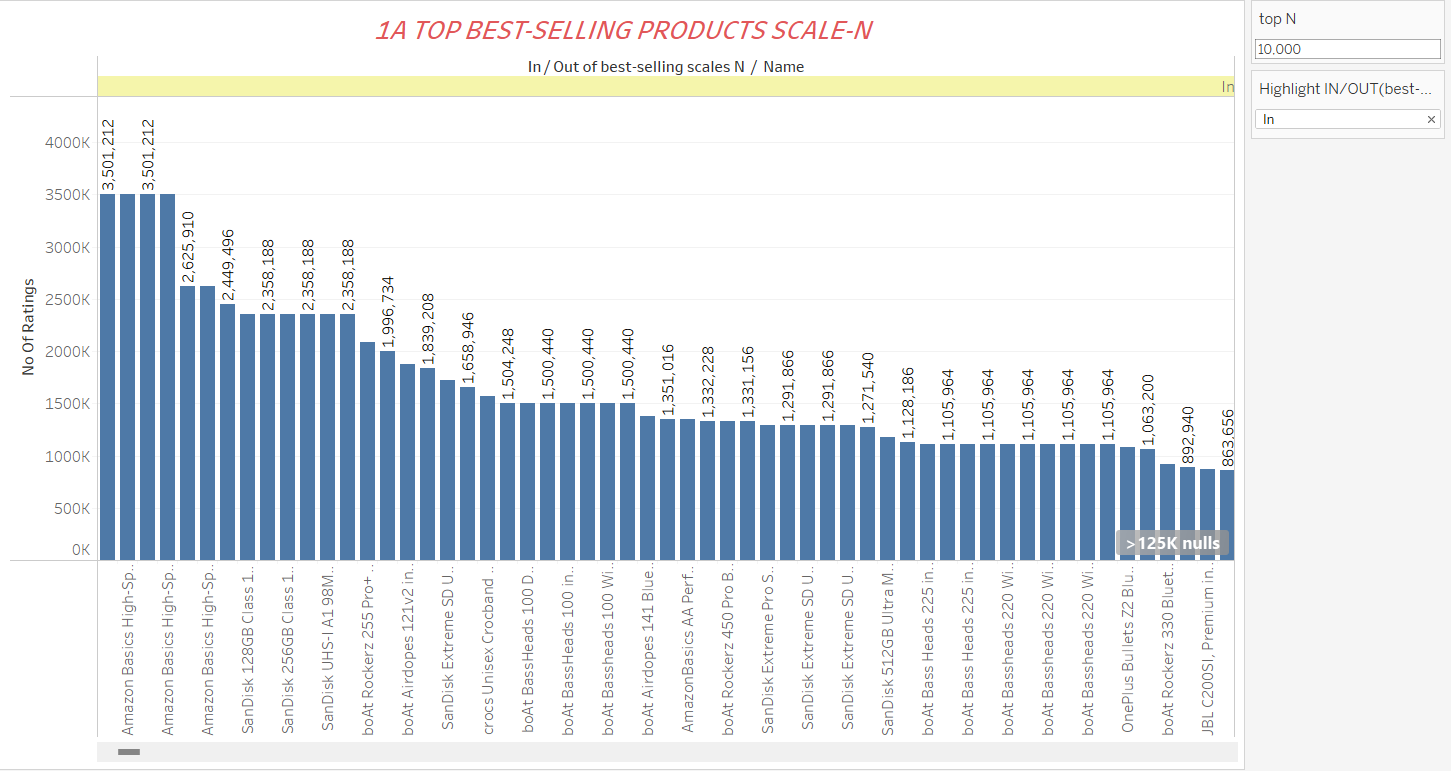 1A TOP BEST-SELLING PRODUCTS SCALE-N
In / Out of best-selling scales N / Name
In
No Of Ratings
4000K
3500K
3000K
2500K
2000K
1500K
1000K
500K
0K
3,501,212
3,501,212
2,625,910
2,449,496
2,358,188
2,358,188
2,358,188
1,996,734
1,839,208
1,658,946
1,504,248
1,500,440
1,500,440
1,500,440
1,351,016
1,332,228
1,331,156
1,291,866
1,291,866
1,271,540
1,128,186
1,105,964
1,105,964
1,105,964
1,105,964
1,105,964
1,063,200
892,940
863,656
>125K nulls
Amazon Basics High-Sp..
Amazon Basics High-Sp..
Amazon Basics High-Sp..
SanDisk 128GB Class 1..
SanDisk 256GB Class 1..
SanDisk UHS-I A1 98M..
boAt Rockerz 255 Pro+ ..
boAt Airdopes 121v2 in..
SanDisk Extreme SD U..
crocs Unisex Crocband
boAt BassHeads 100 D..
boAt BassHeads 100 in..
boAt Bassheads 100 Wi..
boAt Airdopes 141 Blue..
AmazonBasics AA Perf..
boAt Rockerz 450 Pro B..
SanDisk Extreme Pro S..
SanDisk Extreme SD U..
SanDisk Extreme SD U..
SanDisk 512GB Ultra M..
boAt Bass Heads 225 in..
boAt Bass Heads 225 in..
boAt Bassheads 220 Wi..
boAt Bassheads 220 Wi..
boAt Bassheads 220 Wi..
OnePlus Bullets Z2 Blu..
boAt Rockerz 330 Bluet..
JBL C200SI, Premium in..
top N
10,000
Highlight IN/OUT(best-...
In ×